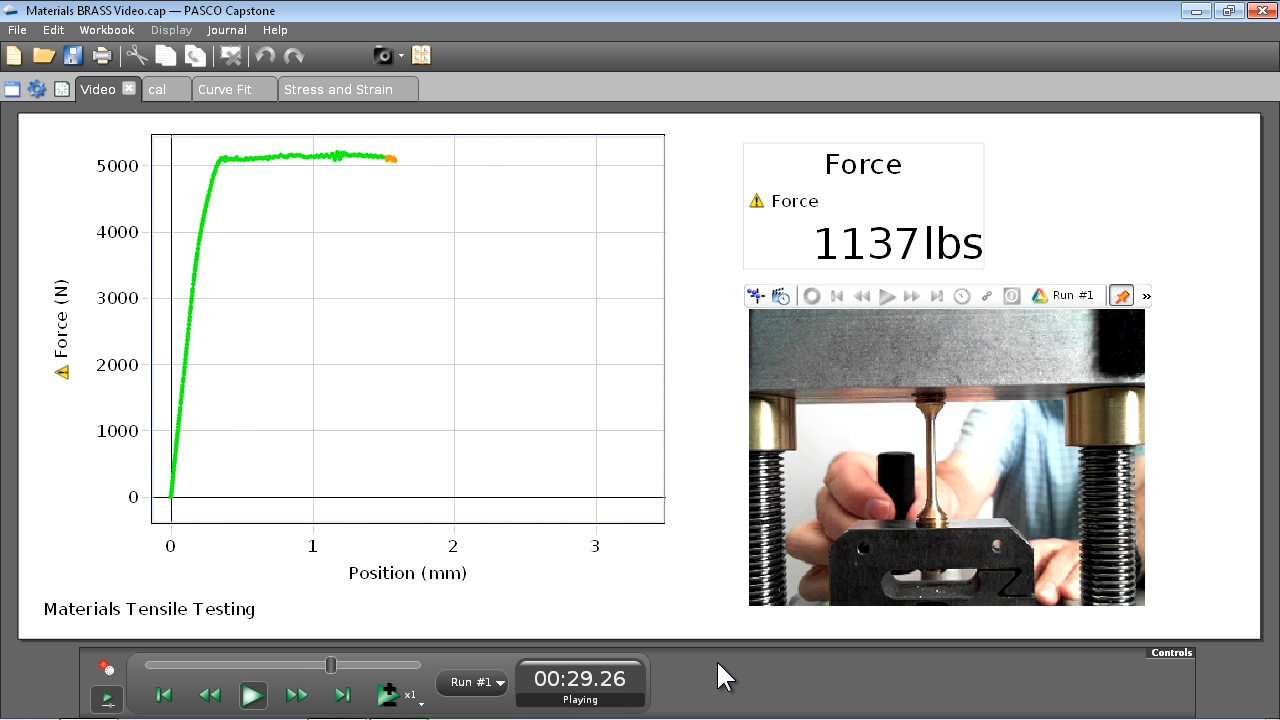 Materials BRASS Video.cap — PASCO Capstone
File Edit Workbook Display Journal Help
Video cal Curve Fit Stress and Strain
5000
4000
3000
2000
1000
0
Force (N)
0 1 2 3
Position (mm)
Materials Tensile Testing
Force
Force
1137lbs
Run #1 »
Controls
Run #1
x1
00:29.26
Playing